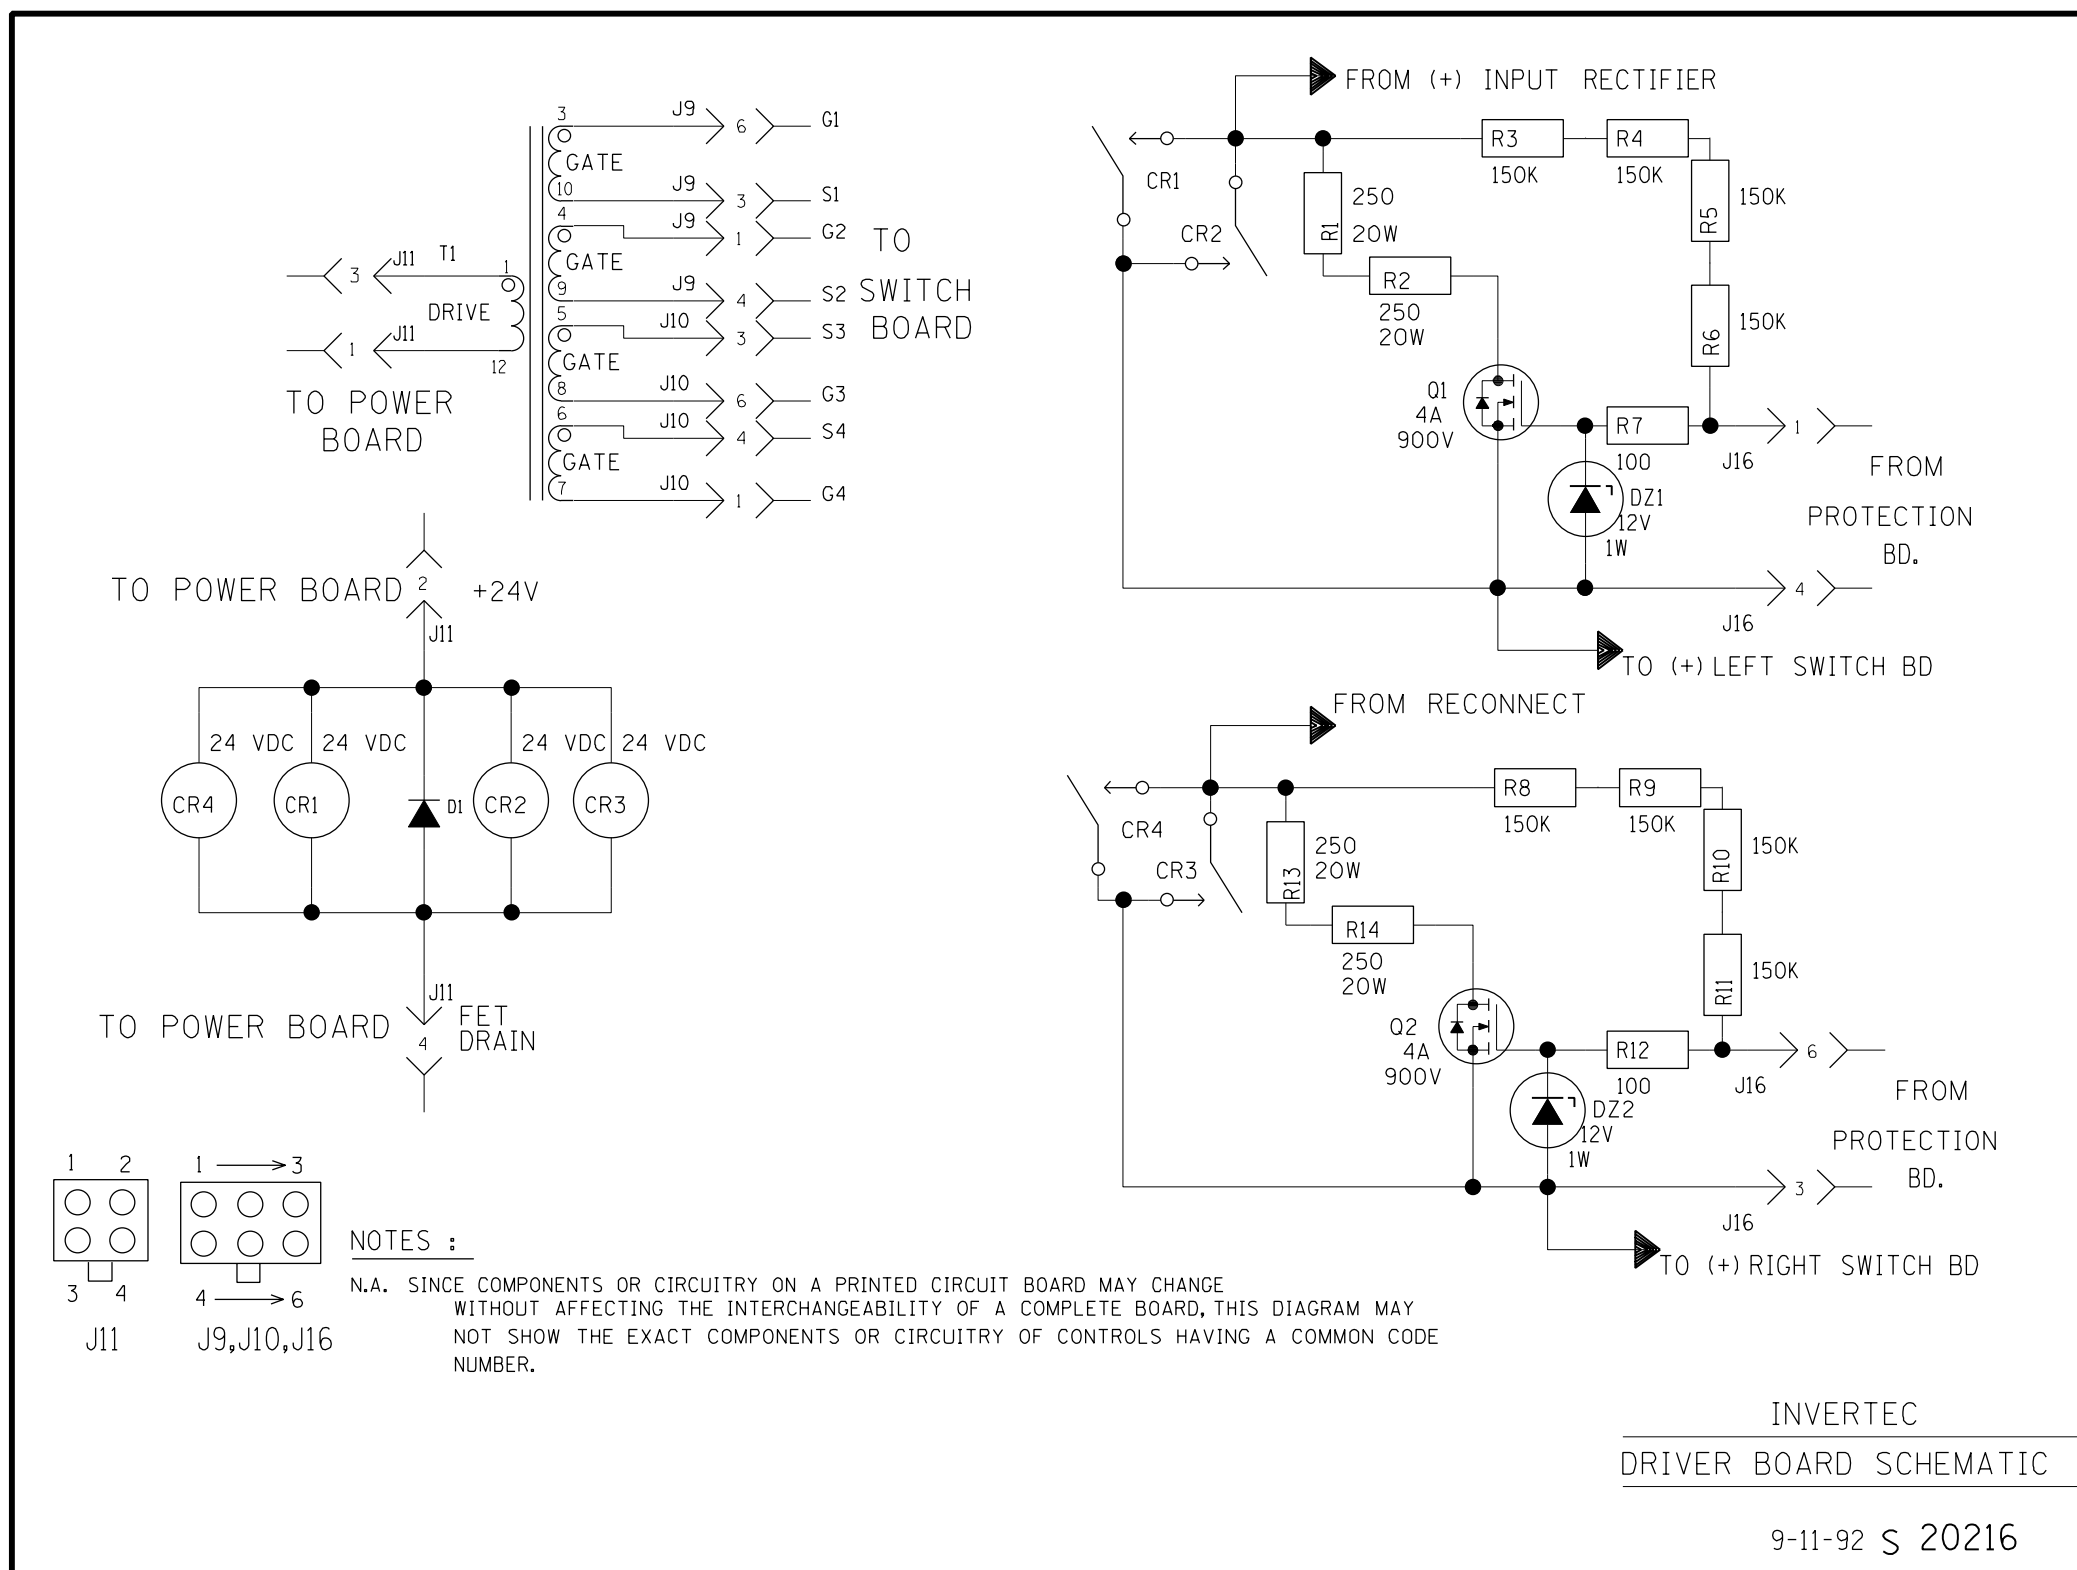 3
J9
6
G1
GATE
10
J9
3
S1
4
J9
1
G2
GATE
9
J9
4
S2
5
J10
3
S3
GATE
8
J10
6
G3
6
J10
4
S4
GATE
7
J10
1
G4
TO
SWITCH
BOARD
3
J11
T1
1
DRIVE
1
J11
12
TO POWER
BOARD
TO POWER BOARD
2
+24V
J11
24 VDC
24 VDC
24 VDC
24 VDC
CR4
CR1
D1
CR2
CR3
J11
TO POWER BOARD
FET
DRAIN
4
FROM (+) INPUT RECTIFIER
CR1
CR2
R1
250
20W
R2
250
20W
R3
150K
R4
150K
R5
150K
R6
150K
Q1
4A
900V
R7
100
1
J16
DZ1
12V
1W
FROM
PROTECTION
BD.
4
J16
TO (+) LEFT SWITCH BD
FROM RECONNECT
CR4
CR3
R13
250
20W
R14
250
20W
R8
150K
R9
150K
R10
150K
R11
150K
Q2
4A
900V
R12
100
6
J16
DZ2
12V
1W
FROM
PROTECTION
BD.
3
J16
TO (+) RIGHT SWITCH BD
1 2
3 4
J11
1 3
4 6
J9,J10,J16
NOTES :
N.A. SINCE COMPONENTS OR CIRCUITRY ON A PRINTED CIRCUIT BOARD MAY CHANGE
WITHOUT AFFECTING THE INTERCHANGEABILITY OF A COMPLETE BOARD, THIS DIAGRAM MAY
NOT SHOW THE EXACT COMPONENTS OR CIRCUITRY OF CONTROLS HAVING A COMMON CODE
NUMBER.
INVERTEC
DRIVER BOARD SCHEMATIC
9-11-92 S 20216